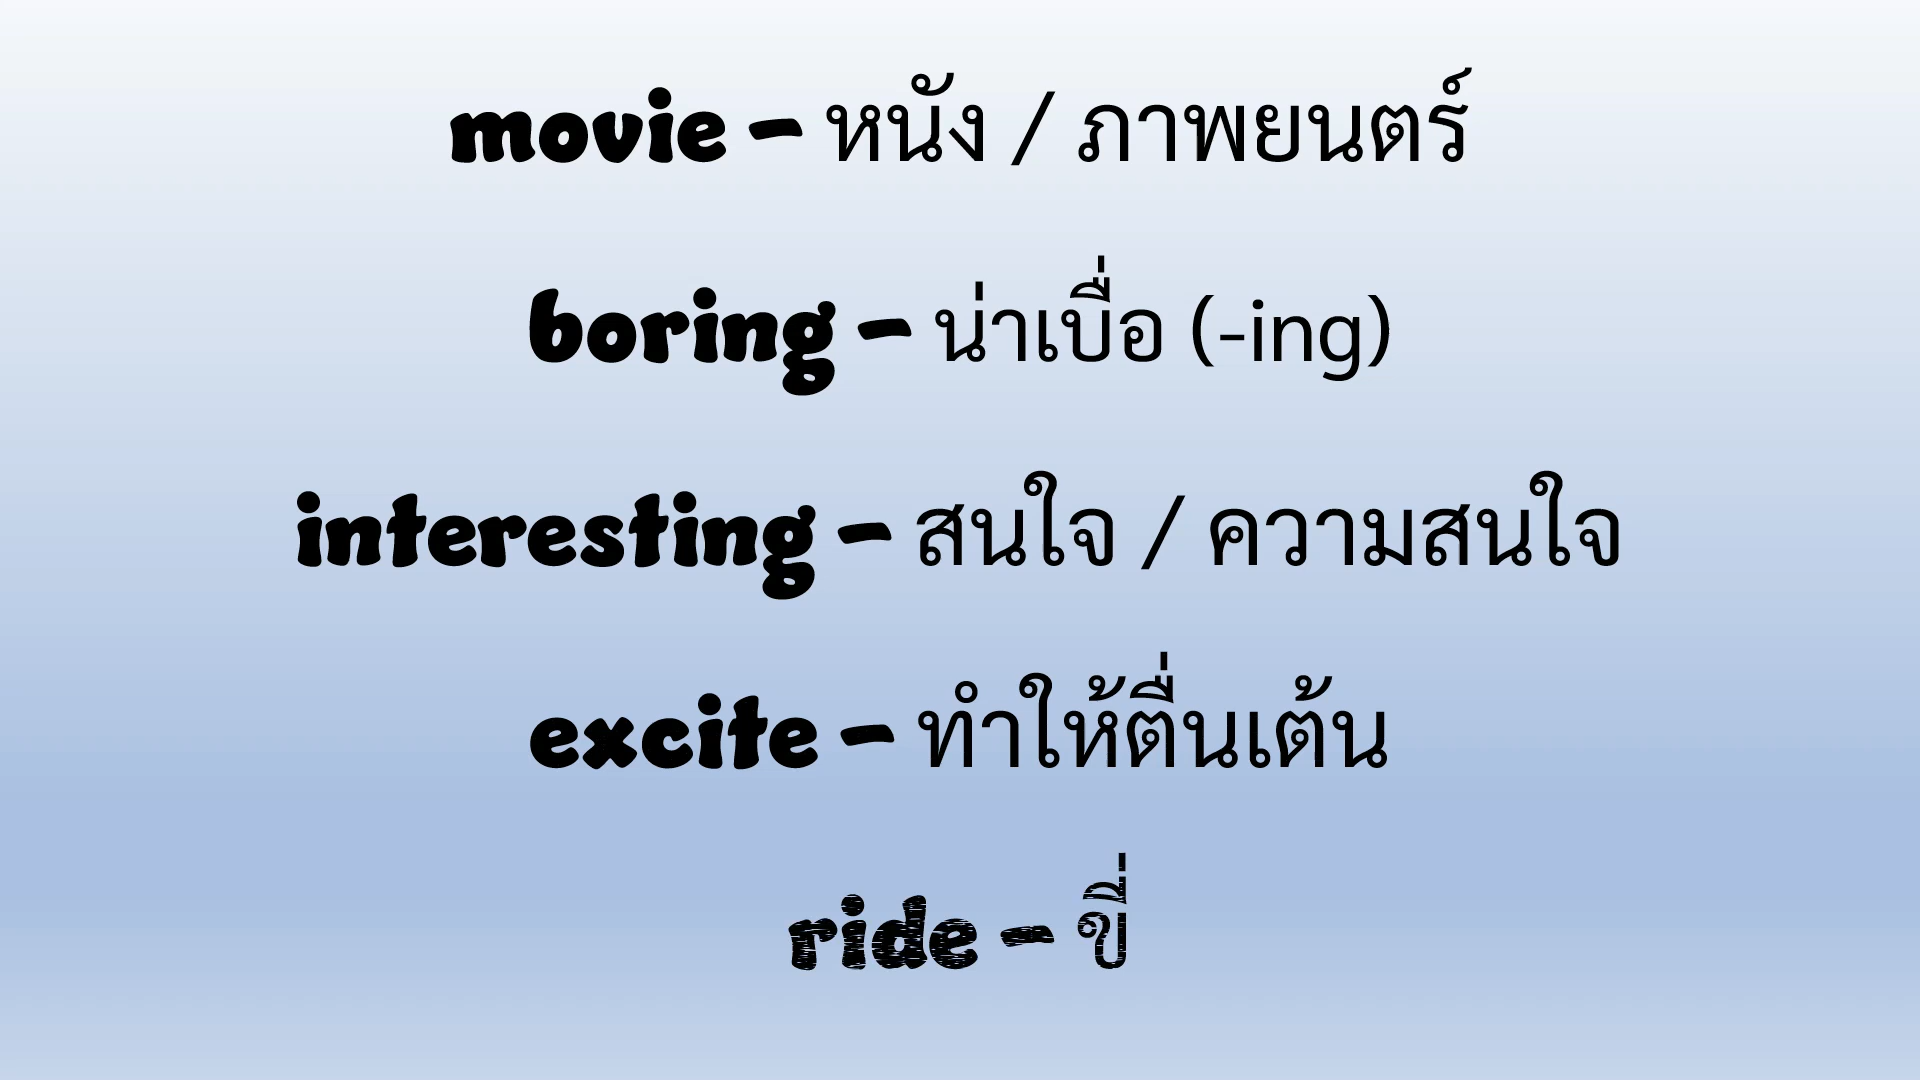 movie - หนัง / ภาพยนตร์
boring - น่าเบื่อ (-ing)
interesting - สนใจ / ความสนใจ
excite - ทำให้ตื่นเต้น
ride - ขี่